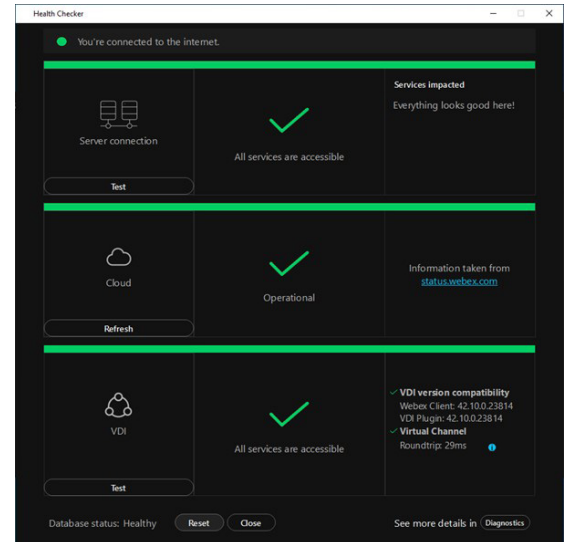 Health Checker
You're connected to the internet.
Server connection
Test
All services are accessible
Services impacted
Everything looks good here!
Cloud
Refresh
Operational
Information taken from
status.webex.com
VDI
Test
All services are accessible
VDI version compatibility
Webex Client: 42.10.0.23814
VDI Plugin: 42.10.0.23814
Virtual Channel
Roundtrip: 29ms
Database status: Healthy
Reset
Close
See more details in
Diagnostics